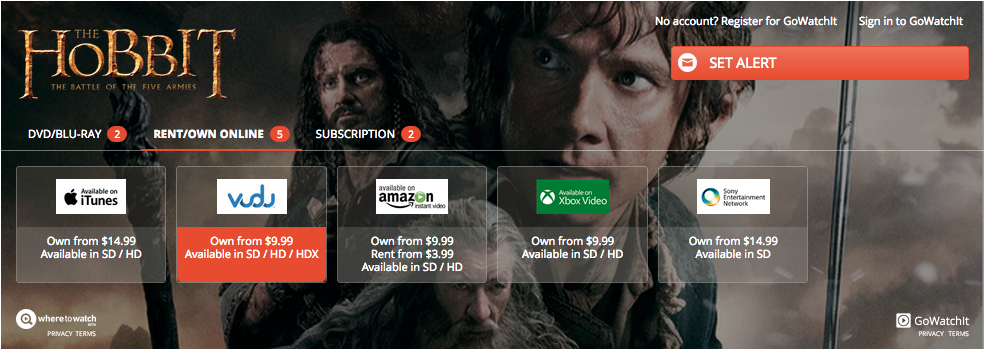 No account? Register for GoWatchIt Sign in to GoWatchIt
THE
HOBBIT
THE BATTLE OF THE FIVE ARMIES
SET ALERT
DVD/BLU-RAY 2 RENT/OWN ONLINE 5 SUBSCRIPTION 2
Available on
iTunes
Own from $14.99
Available in SD / HD
vudu
Own from $9.99
Available in SD / HD / HDX
available on
amazon
instant video
Own from $9.99
Rent from $3.99
Available in SD / HD
Available on
Xbox Video
Own from $9.99
Available in SD / HD
Sony
Entertainment
Network
Own from $14.99
Available in SD
wheretowatch
BETA
PRIVACY TERMS
GoWatchIt
PRIVACY TERMS